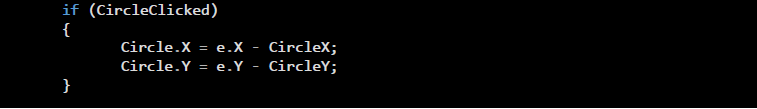 if (CircleClicked)
{
Circle.X = e.X - CircleX;
Circle.Y = e.Y - CircleY;
}